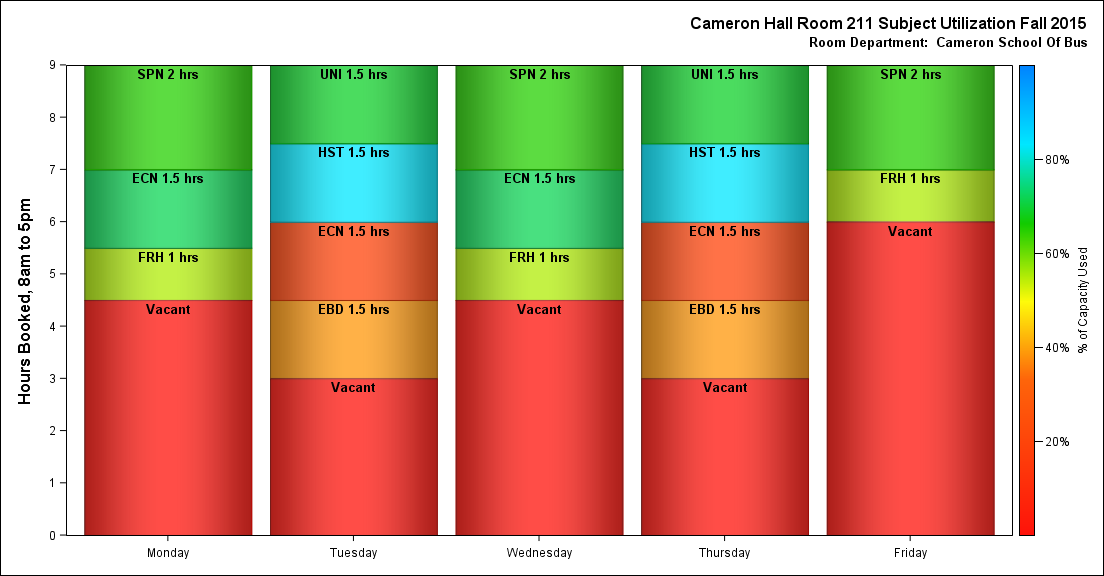 Cameron Hall Room 211 Subject Utilization Fall 2015
Room Department:  Cameron School Of Bus
Hours Booked, 8am to 5pm
9
8
7
6
5
4
3
2
1
0
SPN 2 hrs
ECN 1.5 hrs
FRH 1 hrs
Vacant
UNI 1.5 hrs
HST 1.5 hrs
ECN 1.5 hrs
EBD 1.5 hrs
Vacant
SPN 2 hrs
ECN 1.5 hrs
FRH 1 hrs
Vacant
UNI 1.5 hrs
HST 1.5 hrs
ECN 1.5 hrs
EBD 1.5 hrs
Vacant
SPN 2 hrs
FRH 1 hrs
Vacant
Monday
Tuesday
Wednesday
Thursday
Friday
80%
60%
40%
20%
% of Capacity Used